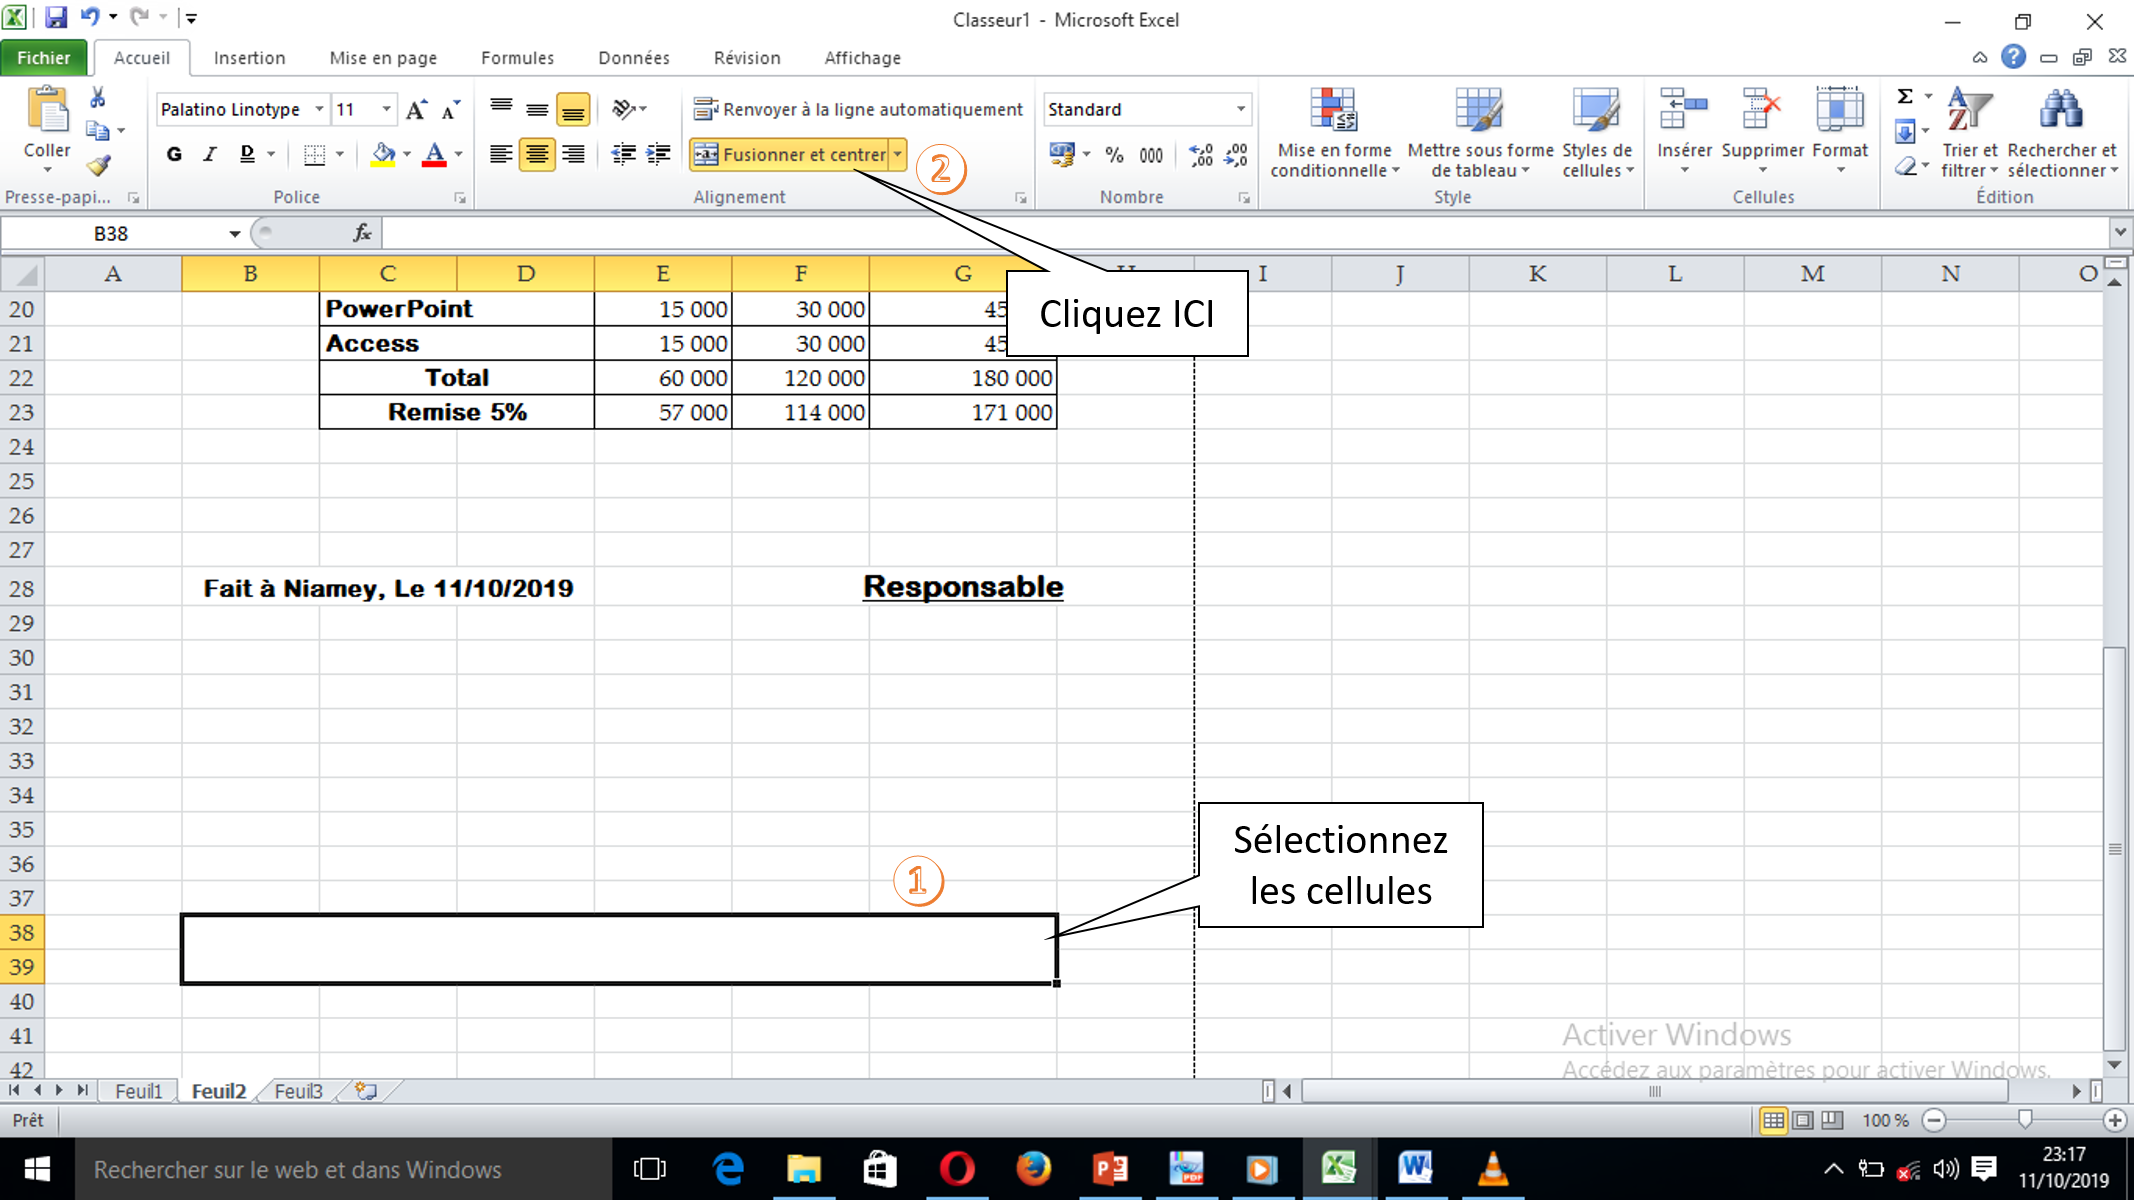 Classeur1 - Microsoft Excel
Fichier Accueil Insertion Mise en page Formules Données Révision Affichage
Coller
Presse-papi...
Palatino Linotype 11
G I D
Police
Renvoyer à la ligne automatiquement
Fusionner et centrer
Alignement
②
Standard
% 000
Nombre
Mise en forme
conditionnelle
Mettre sous forme
de tableau
Styles de
cellules
Style
Insérer Supprimer Format
Cellules
Σ
Trier et
filtrer
Rechercher et
sélectionner
Édition
B38 fx
A B C D E F G H I J K L M N O
Cliquez ICI
20 PowerPoint 15 000 30 000 45
21 Access 15 000 30 000 45
22 Total 60 000 120 000 180 000
23 Remise 5% 57 000 114 000 171 000
24
25
26
27
28 Fait à Niamey, Le 11/10/2019 Responsable
29
30
31
32
33
34
35
36
37
①
Sélectionnez
les cellules
38
39
40
41
42
Activer Windows
Accédez aux paramètres pour activer Windows.
Feuil1 Feuil2 Feuil3
Prêt 100 %
Rechercher sur le web et dans Windows
23:17
11/10/2019